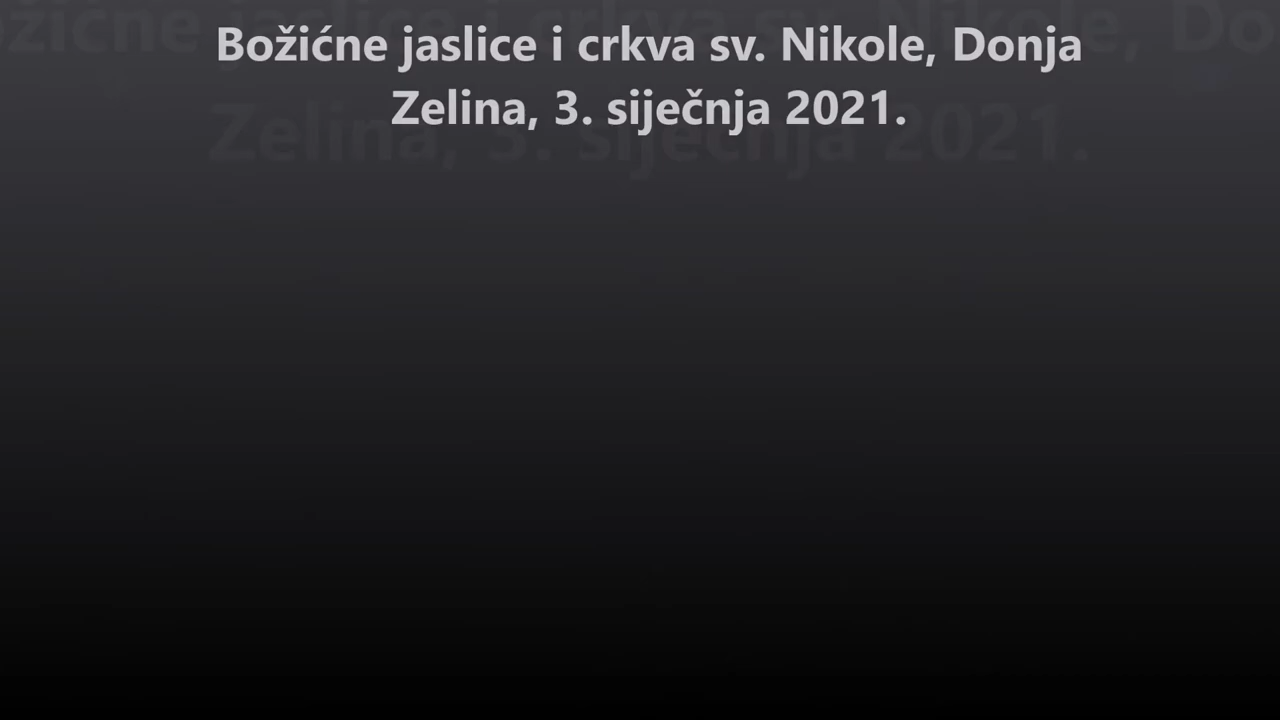 Božićne jaslice i crkva sv. Nikole, Donja
Zelina, 3. siječnja 2021.